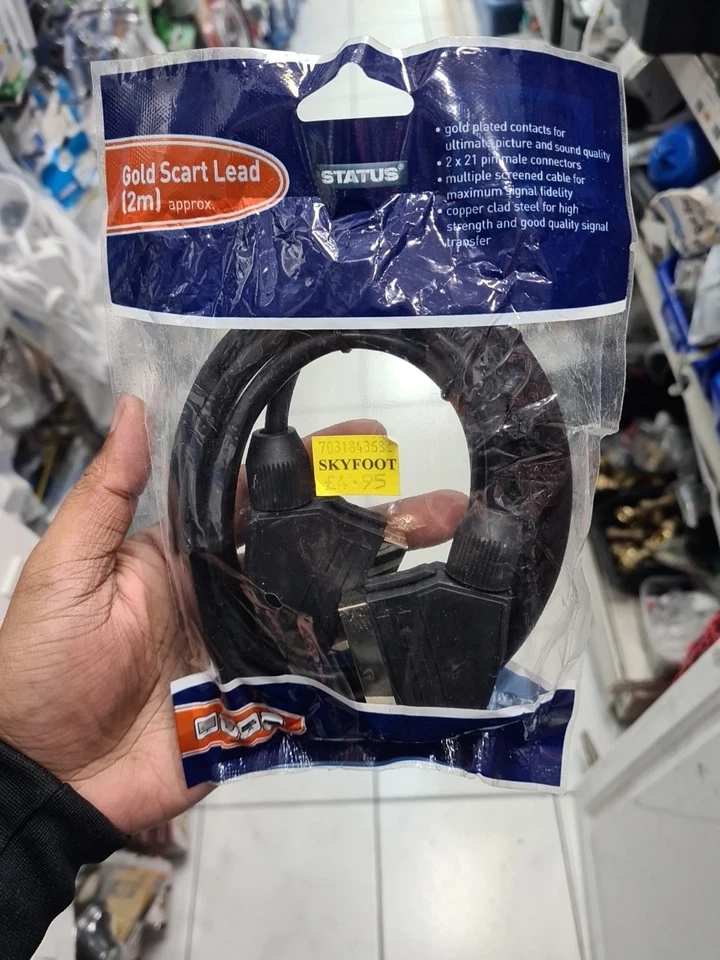 Gold Scart Lead
(2m) approx.
STATUS®
• gold plated contacts for
ultimate picture and sound quality
• 2 x 21 pin male connectors
• multiple screened cable for
maximum signal fidelity
• copper clad steel for high
strength and good quality signal
transfer
SKYFOOT
£4.95